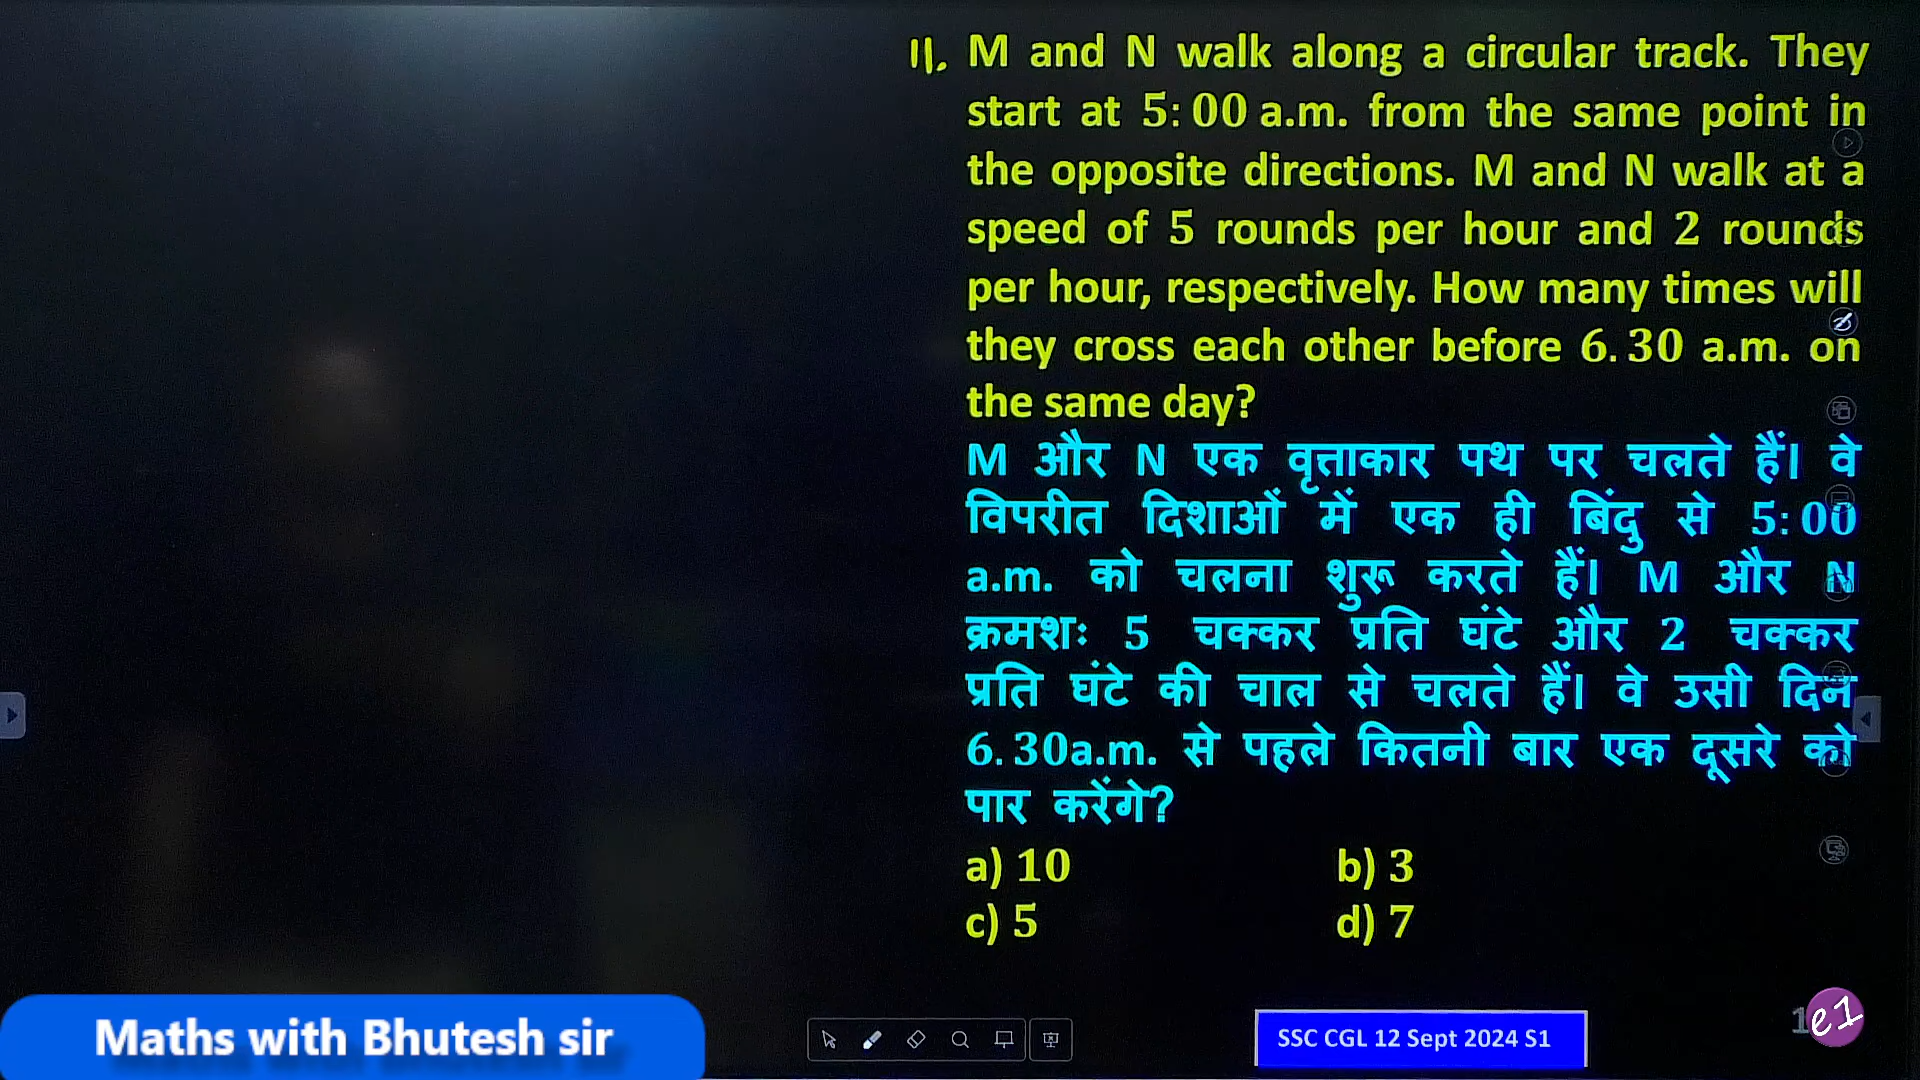 11. M and N walk along a circular track. They
start at 5:00 a.m. from the same point in
the opposite directions. M and N walk at a
speed of 5 rounds per hour and 2 rounds
per hour, respectively. How many times will
they cross each other before 6.30 a.m. on
the same day?
M और N एक वृत्ताकार पथ पर चलते हैं। वे
विपरीत दिशाओं में एक ही बिंदु से 5:00
a.m. को चलना शुरू करते हैं। M और N
क्रमशः 5 चक्कर प्रति घंटे और 2 चक्कर
प्रति घंटे की चाल से चलते हैं। वे उसी दिन
6.30a.m. से पहले कितनी बार एक दूसरे को
पार करेंगे?
a) 10 b) 3
c) 5 d) 7
Maths with Bhutesh sir
SSC CGL 12 Sept 2024 S1
e1